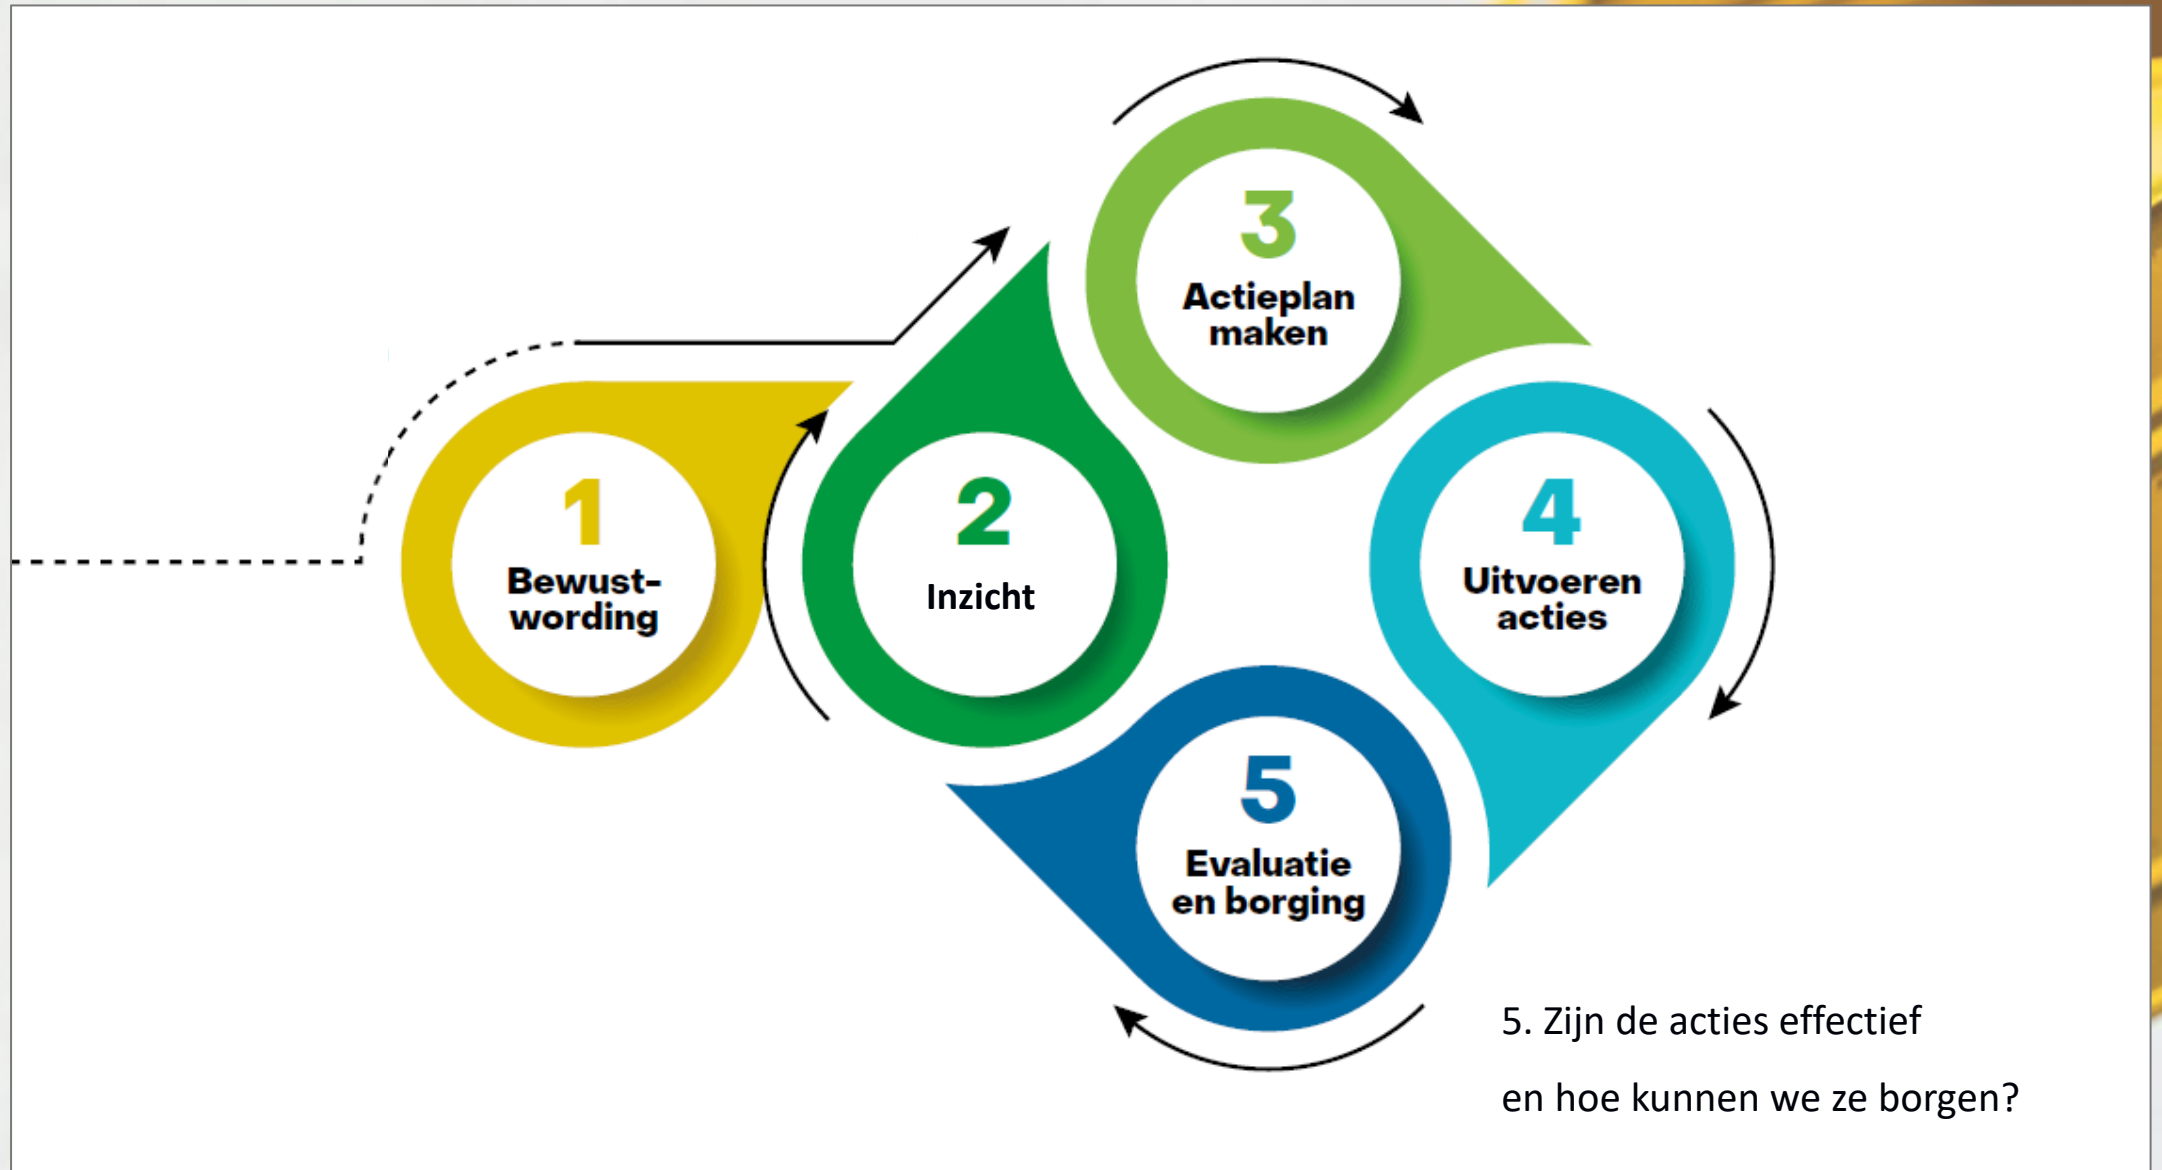 1
Bewust-
wording
2
Inzicht
3
Actieplan
maken
4
Uitvoeren
acties
5
Evaluatie
en borging
5. Zijn de acties effectief
en hoe kunnen we ze borgen?